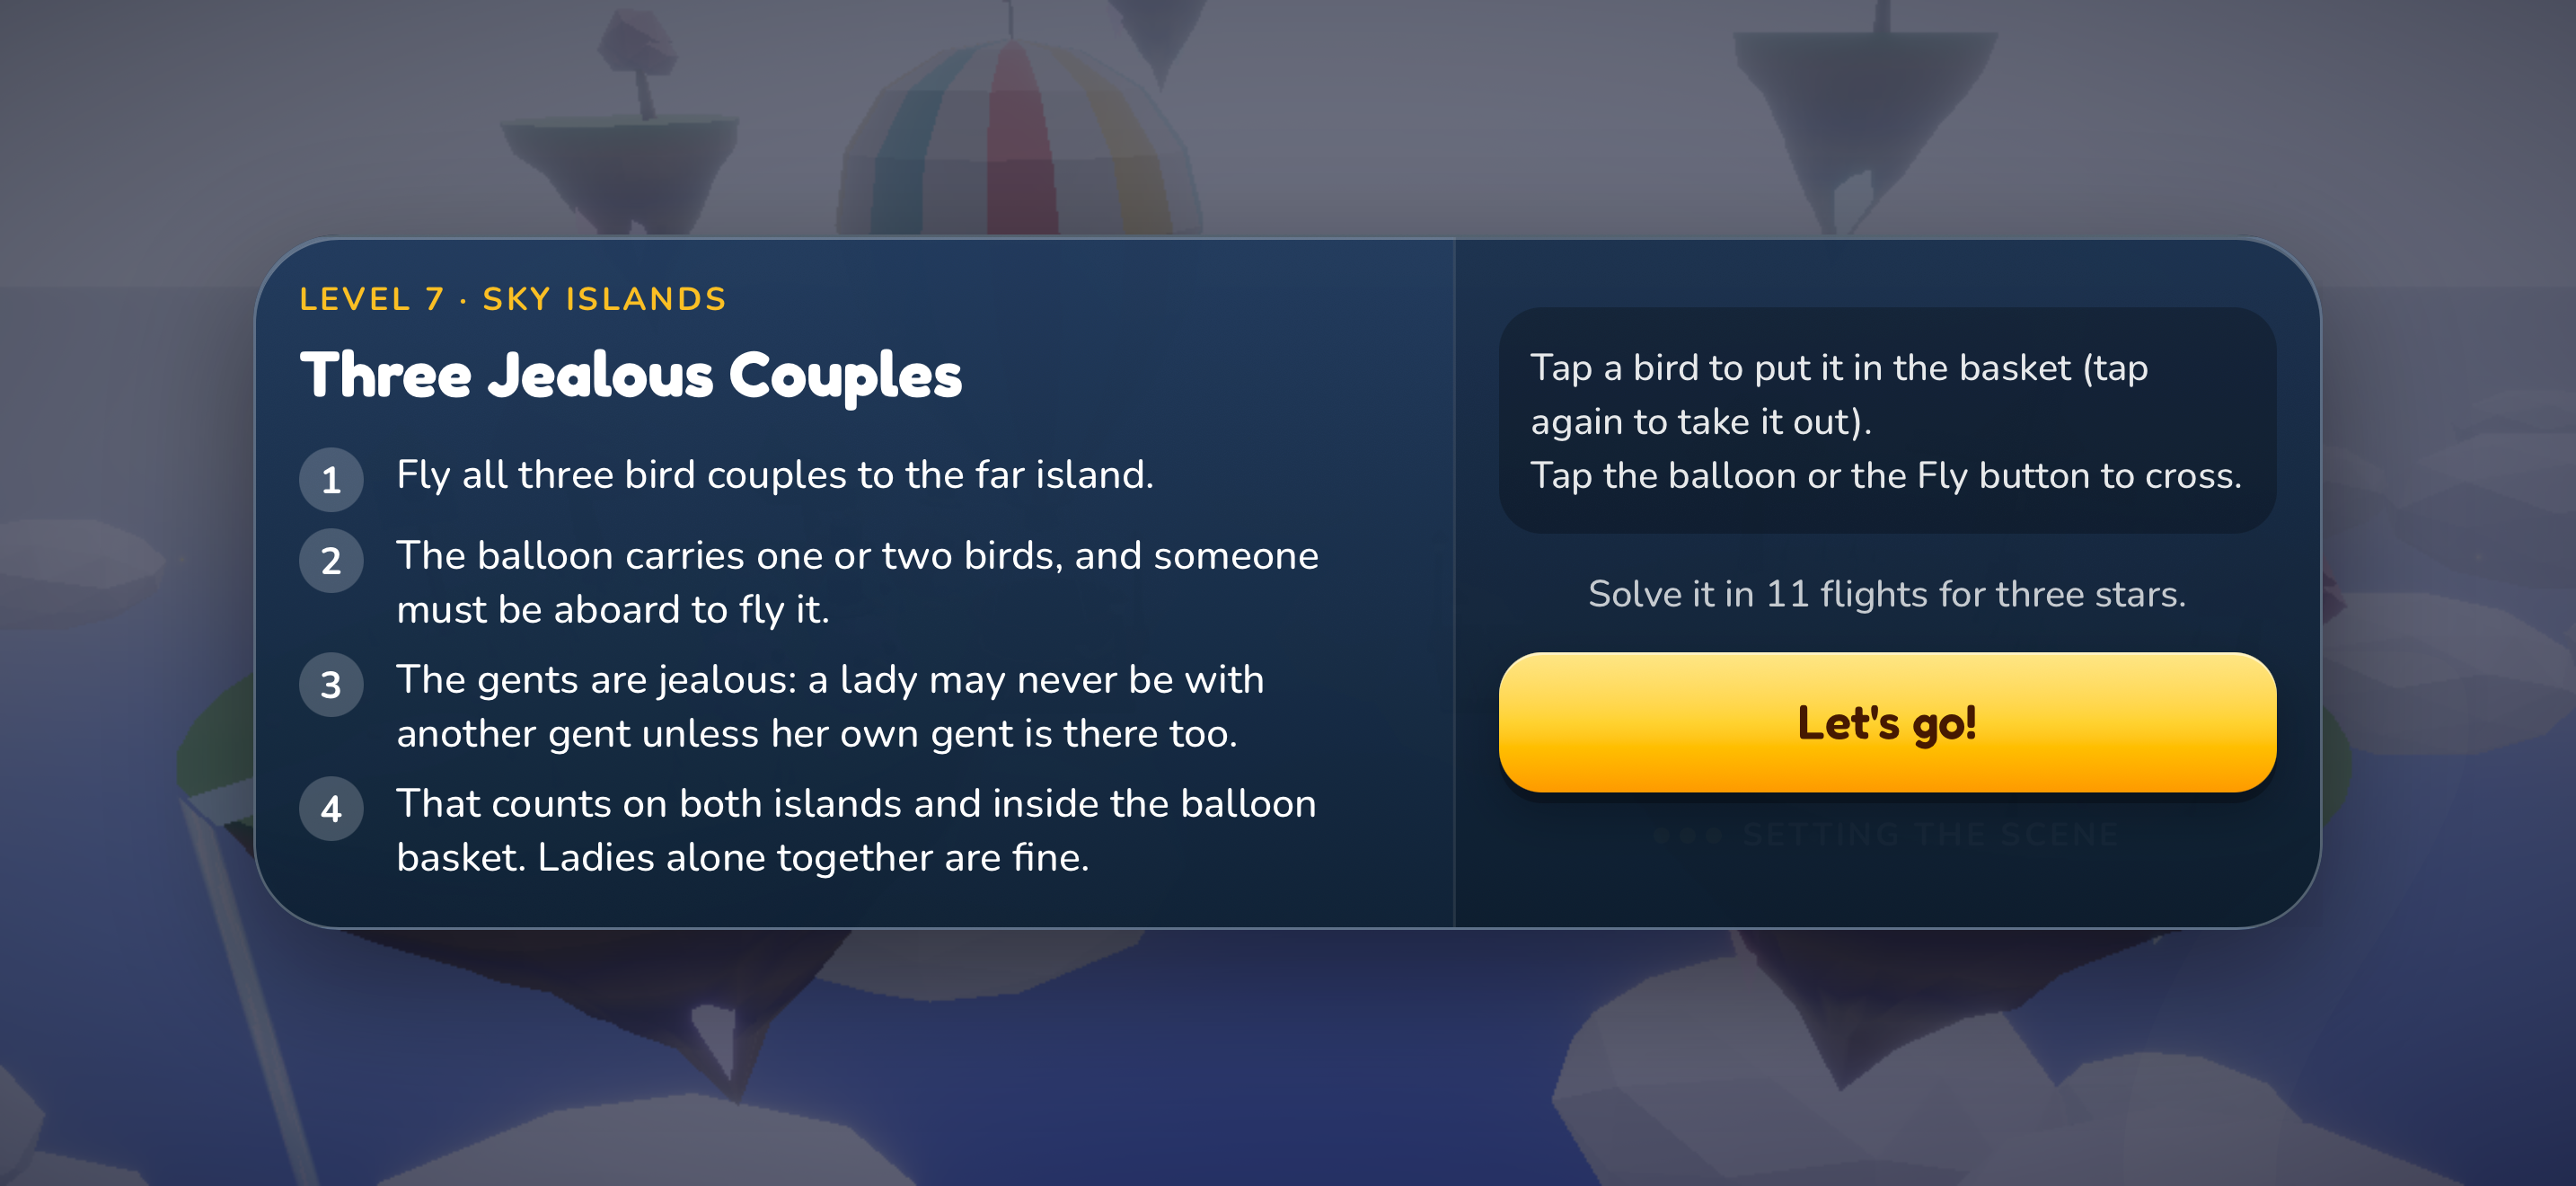 LEVEL 7 · SKY ISLANDS
Three Jealous Couples
1 Fly all three bird couples to the far island.
2 The balloon carries one or two birds, and someone
must be aboard to fly it.
3 The gents are jealous: a lady may never be with
another gent unless her own gent is there too.
4 That counts on both islands and inside the balloon
basket. Ladies alone together are fine.
Tap a bird to put it in the basket (tap
again to take it out).
Tap the balloon or the Fly button to cross.
Solve it in 11 flights for three stars.
Let's go!
SETTING THE SCENE